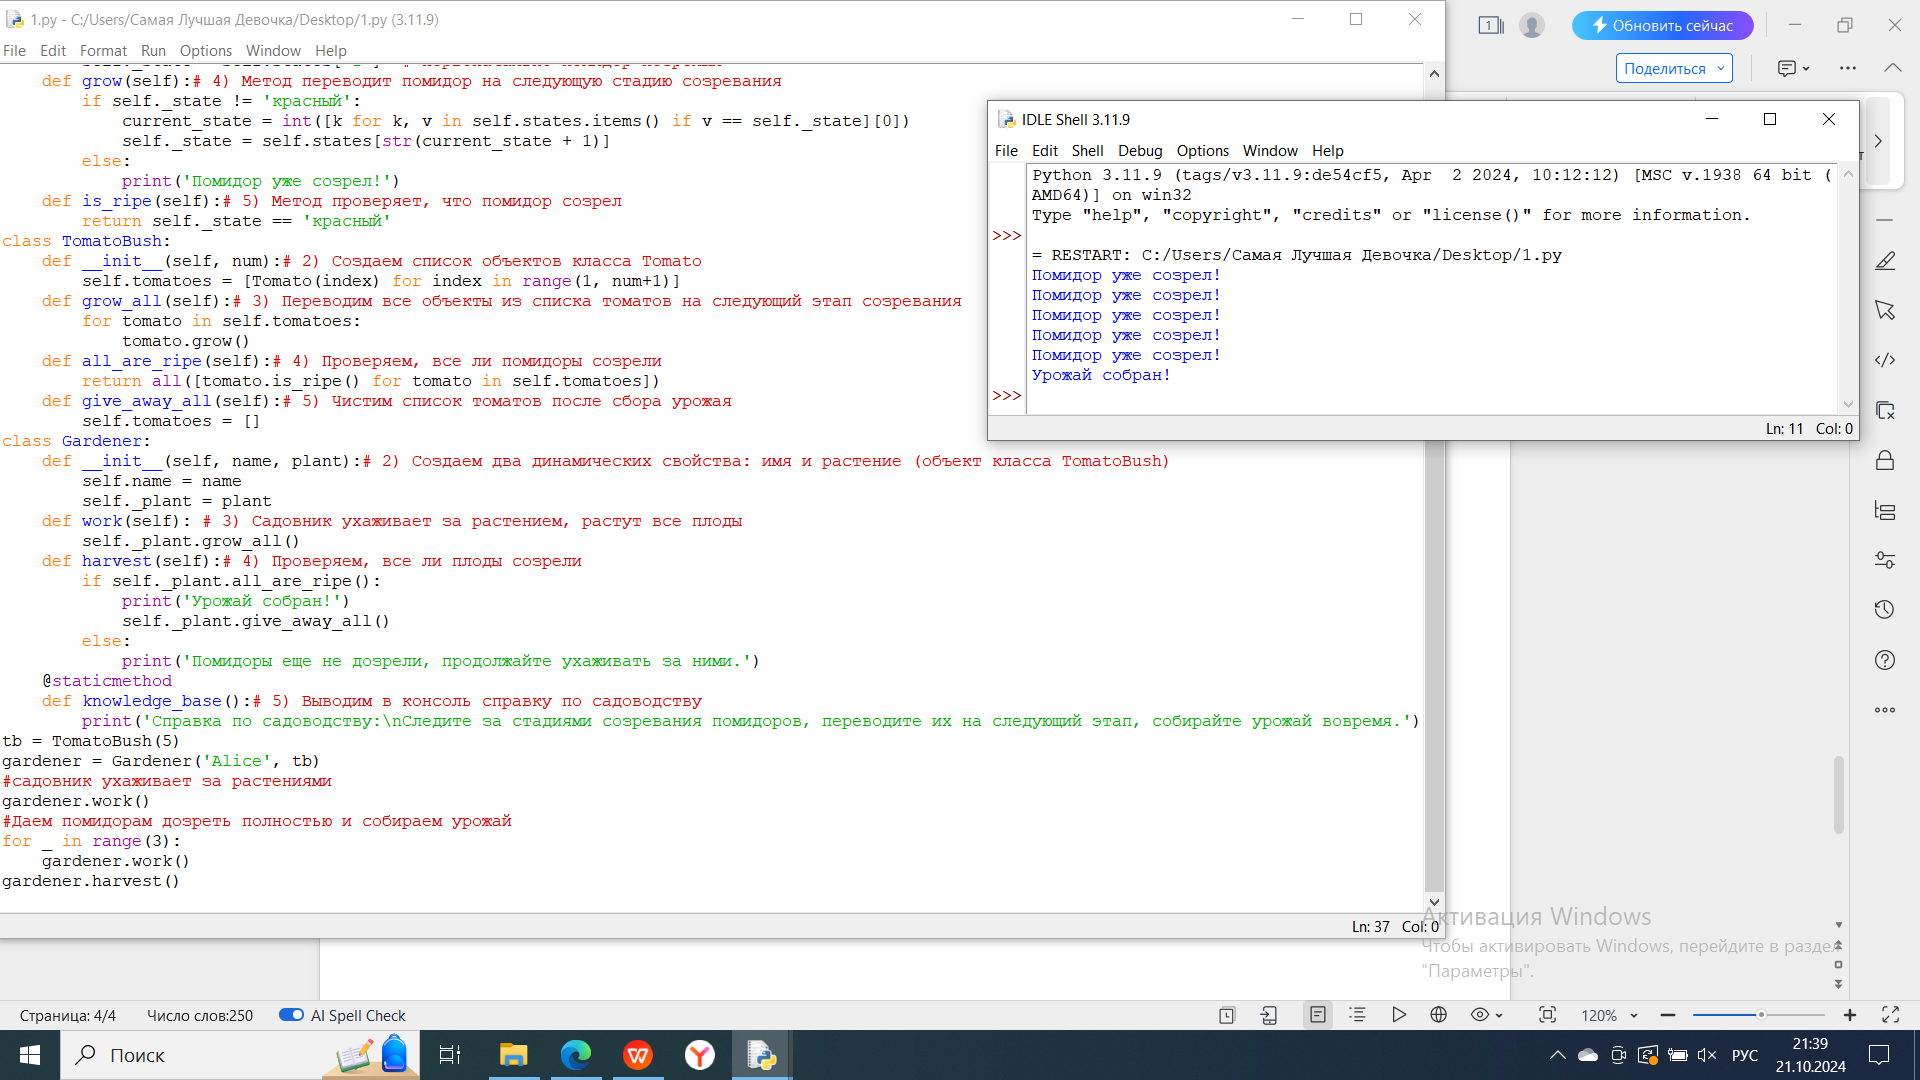 1.py - C:/Users/Самая Лучшая Девочка/Desktop/1.py (3.11.9)
File Edit Format Run Options Window Help
    def grow(self):# 4) Метод переводит помидор на следующую стадию созревания
        if self._state != 'красный':
            current_state = int([k for k, v in self.states.items() if v == self._state][0])
            self._state = self.states[str(current_state + 1)]
        else:
            print('Помидор уже созрел!')
    def is_ripe(self):# 5) Метод проверяет, что помидор созрел
        return self._state == 'красный'
class TomatoBush:
    def __init__(self, num):# 2) Создаем список объектов класса Tomato
        self.tomatoes = [Tomato(index) for index in range(1, num+1)]
    def grow_all(self):# 3) Переводим все объекты из списка томатов на следующий этап созревания
        for tomato in self.tomatoes:
            tomato.grow()
    def all_are_ripe(self):# 4) Проверяем, все ли помидоры созрели
        return all([tomato.is_ripe() for tomato in self.tomatoes])
    def give_away_all(self):# 5) Чистим список томатов после сбора урожая
        self.tomatoes = []
class Gardener:
    def __init__(self, name, plant):# 2) Создаем два динамических свойства: имя и растение (объект класса TomatoBush)
        self.name = name
        self._plant = plant
    def work(self): # 3) Садовник ухаживает за растением, растут все плоды
        self._plant.grow_all()
    def harvest(self):# 4) Проверяем, все ли плоды созрели
        if self._plant.all_are_ripe():
            print('Урожай собран!')
            self._plant.give_away_all()
        else:
            print('Помидоры еще не дозрели, продолжайте ухаживать за ними.')
    @staticmethod
    def knowledge_base():# 5) Выводим в консоль справку по садоводству
        print('Справка по садоводству:\nСледите за стадиями созревания помидоров, переводите их на следующий этап, собирайте урожай вовремя.')
tb = TomatoBush(5)
gardener = Gardener('Alice', tb)
#садовник ухаживает за растениями
gardener.work()
#Даем помидорам дозреть полностью и собираем урожай
for _ in range(3):
    gardener.work()
gardener.harvest()
Ln: 37 Col: 0
1
Обновить сейчас
Поделиться
IDLE Shell 3.11.9
File Edit Shell Debug Options Window Help
Python 3.11.9 (tags/v3.11.9:de54cf5, Apr  2 2024, 10:12:12) [MSC v.1938 64 bit (
AMD64)] on win32
Type "help", "copyright", "credits" or "license()" for more information.
>>>
= RESTART: C:/Users/Самая Лучшая Девочка/Desktop/1.py
Помидор уже созрел!
Помидор уже созрел!
Помидор уже созрел!
Помидор уже созрел!
Помидор уже созрел!
Урожай собран!
>>>
Ln: 11 Col: 0
Активация Windows
Чтобы активировать Windows, перейдите в раздел
"Параметры".
Страница: 4/4 Число слов:250 AI Spell Check 120%
Поиск
РУС
21:39
21.10.2024